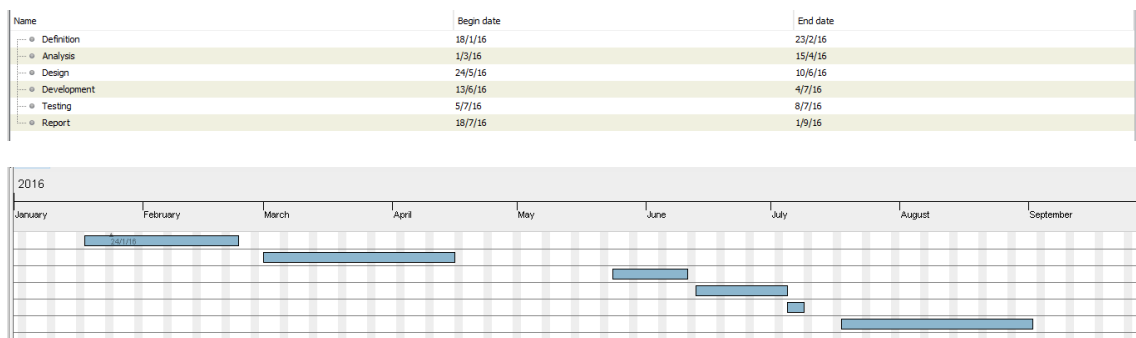 Name Begin date End date
Definition 18/1/16 23/2/16
Analysis 1/3/16 15/4/16
Design 24/5/16 10/6/16
Development 13/6/16 4/7/16
Testing 5/7/16 8/7/16
Report 18/7/16 1/9/16
2016
January February March April May June July August September
24/1/16